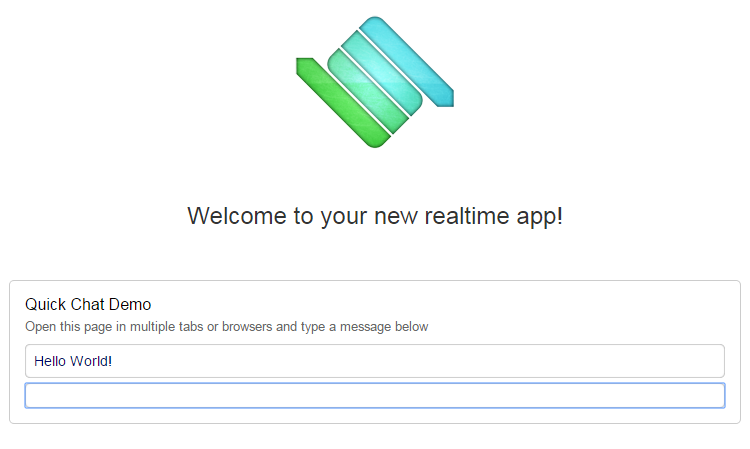 Welcome to your new realtime app!
Quick Chat Demo
Open this page in multiple tabs or browsers and type a message below
Hello World!